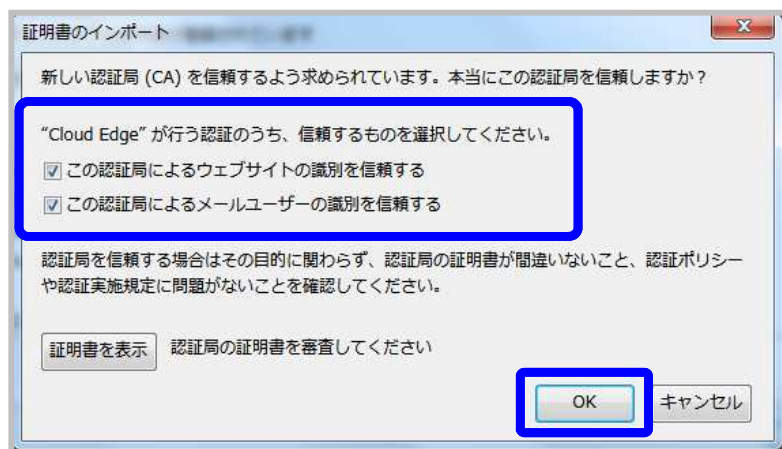 証明書のインポート
新しい認証局 (CA) を信頼するよう求められています。本当にこの認証局を信頼しますか？
“Cloud Edge” が行う認証のうち、信頼するものを選択してください。
この認証局によるウェブサイトの識別を信頼する
この認証局によるメールユーザーの識別を信頼する
認証局を信頼する場合はその目的に関わらず、認証局の証明書が間違いないこと、認証ポリシー
や認証実施規定に問題がないことを確認してください。
証明書を表示 認証局の証明書を審査してください
OK キャンセル